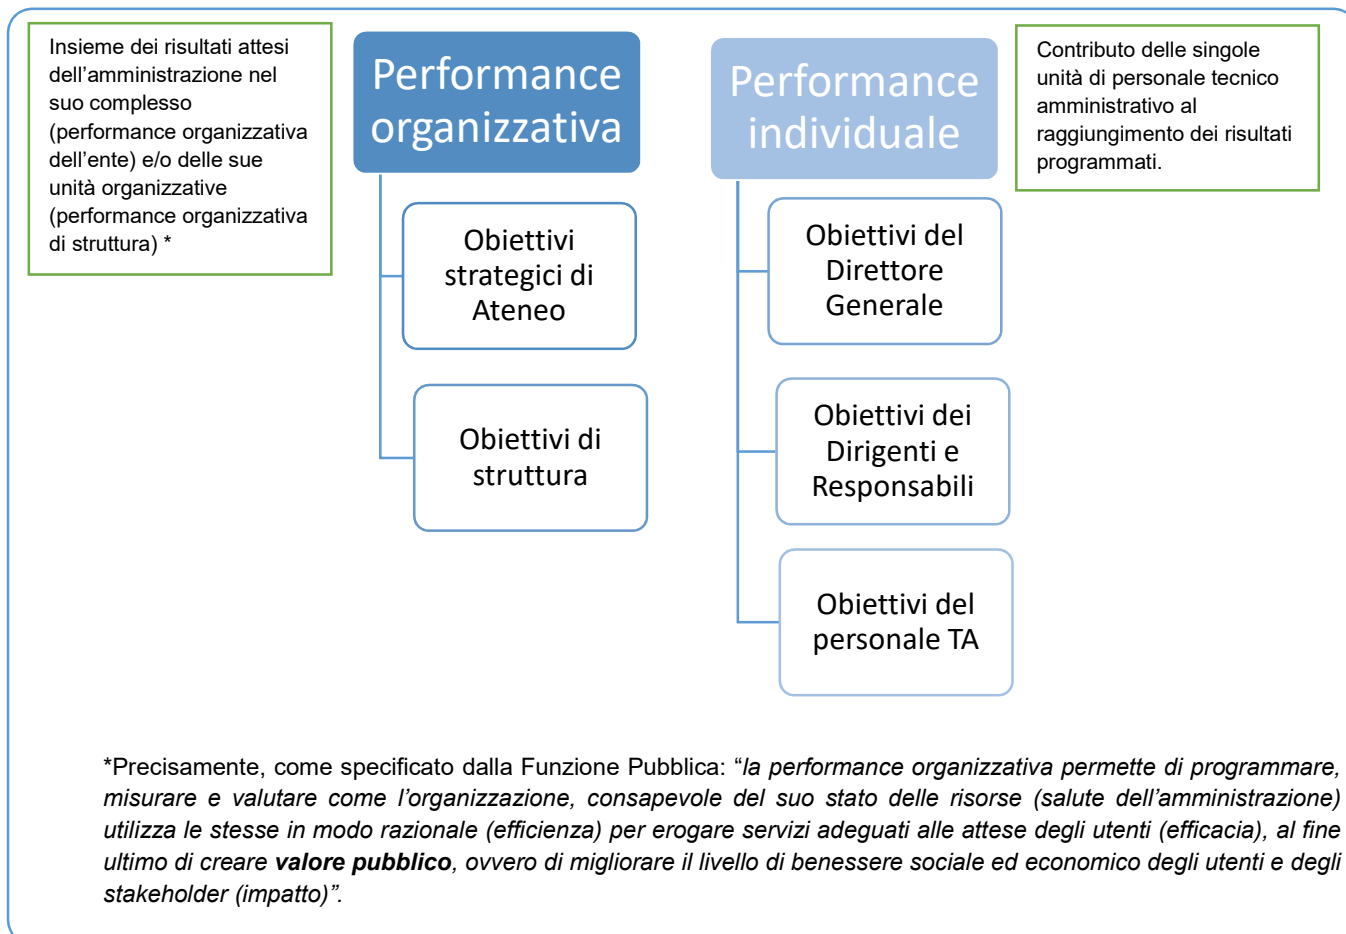 Insieme dei risultati attesi
dell’amministrazione nel
suo complesso
(performance organizzativa
dell’ente) e/o delle sue
unità organizzative
(performance organizzativa
di struttura) *
Performance
organizzativa
Obiettivi
strategici di
Ateneo
Obiettivi di
struttura
Performance
individuale
Obiettivi del
Direttore
Generale
Obiettivi dei
Dirigenti e
Responsabili
Obiettivi del
personale TA
Contributo delle singole
unità di personale tecnico
amministrativo al
raggiungimento dei risultati
programmati.
*Precisamente, come specificato dalla Funzione Pubblica: “la performance organizzativa permette di programmare,
misurare e valutare come l’organizzazione, consapevole del suo stato delle risorse (salute dell’amministrazione)
utilizza le stesse in modo razionale (efficienza) per erogare servizi adeguati alle attese degli utenti (efficacia), al fine
ultimo di creare valore pubblico, ovvero di migliorare il livello di benessere sociale ed economico degli utenti e degli
stakeholder (impatto)”.